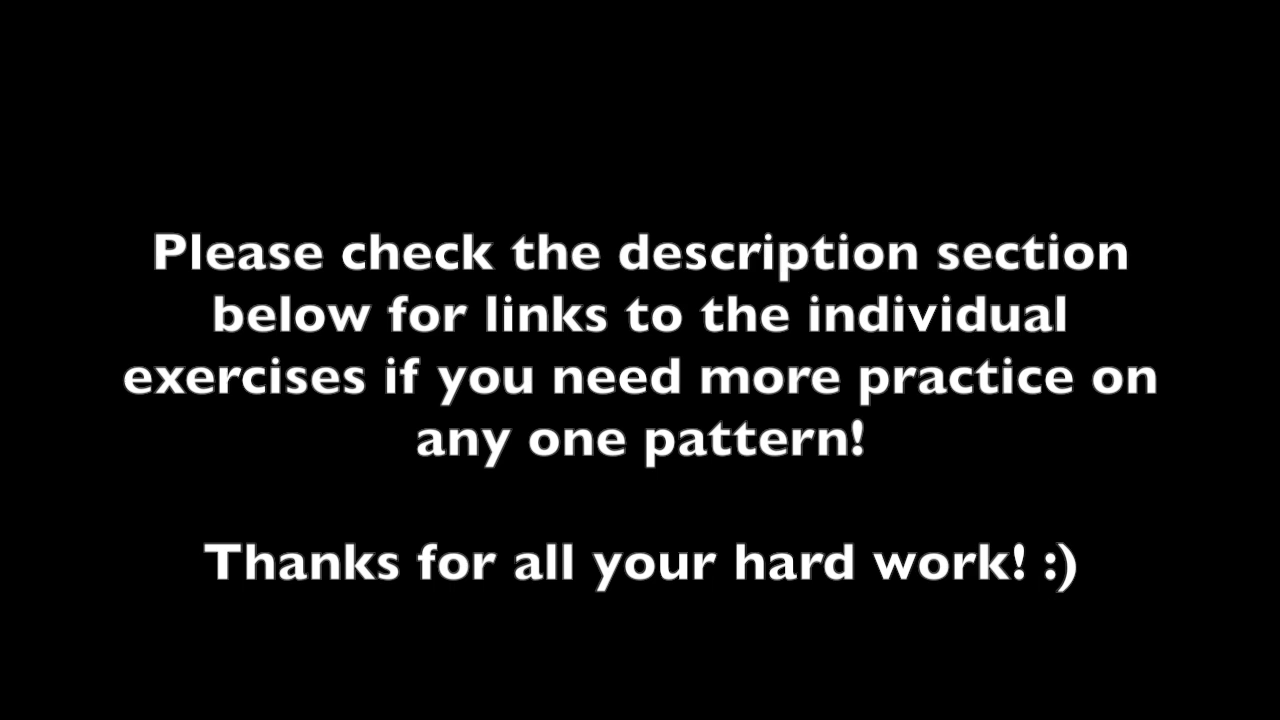 Please check the description section
below for links to the individual
exercises if you need more practice on
any one pattern!
Thanks for all your hard work! :)